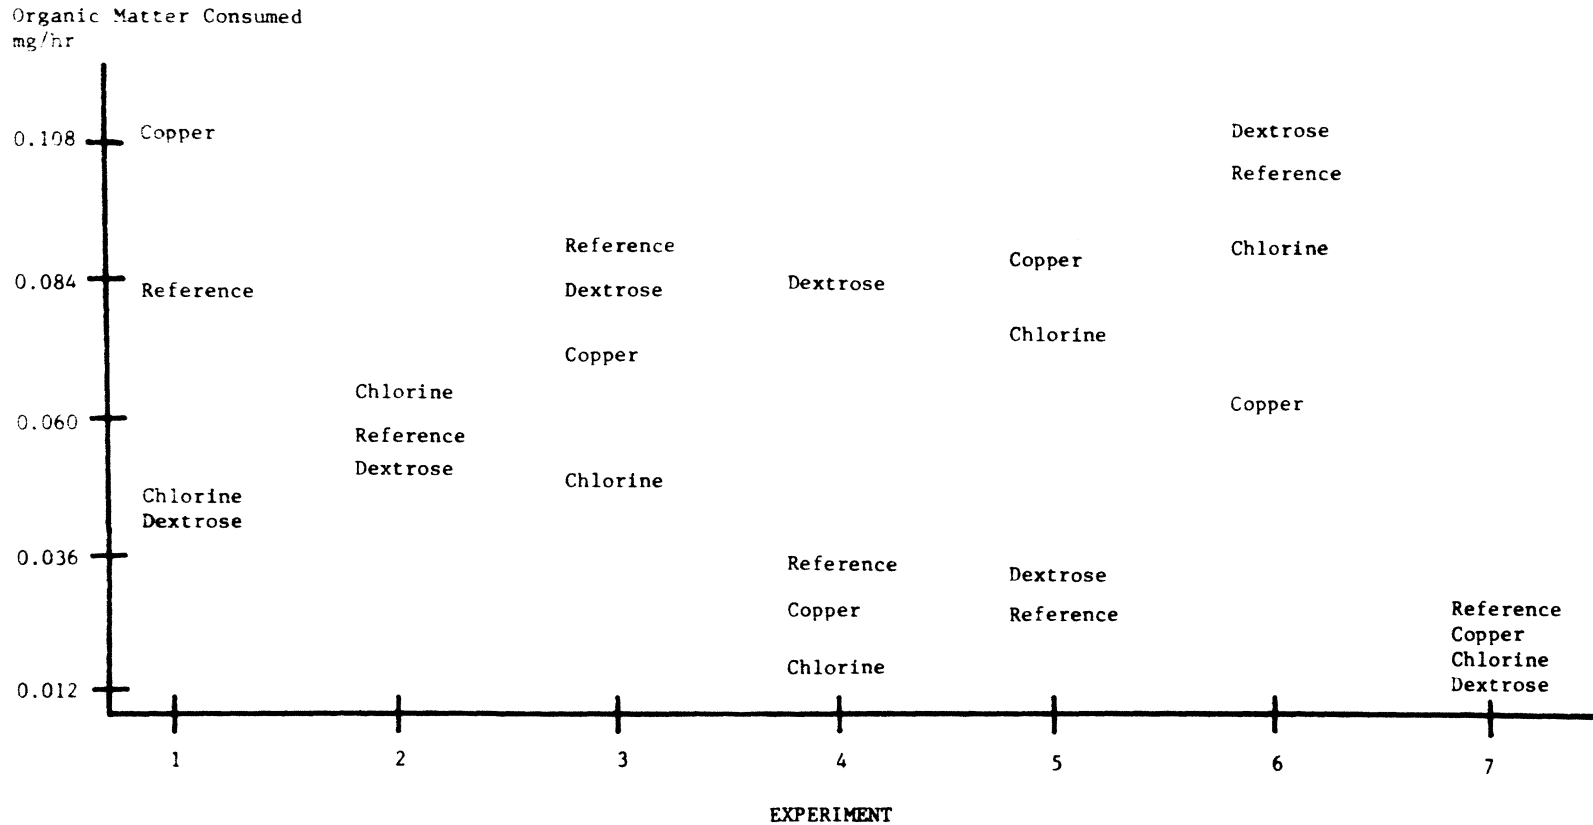 Organic Matter Consumed
mg/hr
0.108 Copper Dextrose
Reference
Reference Chlorine
Copper
0.084 Reference Dextrose Dextrose
Chlorine
Copper
Chlorine Copper
0.060
Reference
Dextrose Chlorine
Chlorine
Dextrose
0.036 Reference Dextrose
Copper Reference Reference
Copper
Chlorine Chlorine
0.012 Dextrose
1 2 3 4 5 6 7
EXPERIMENT